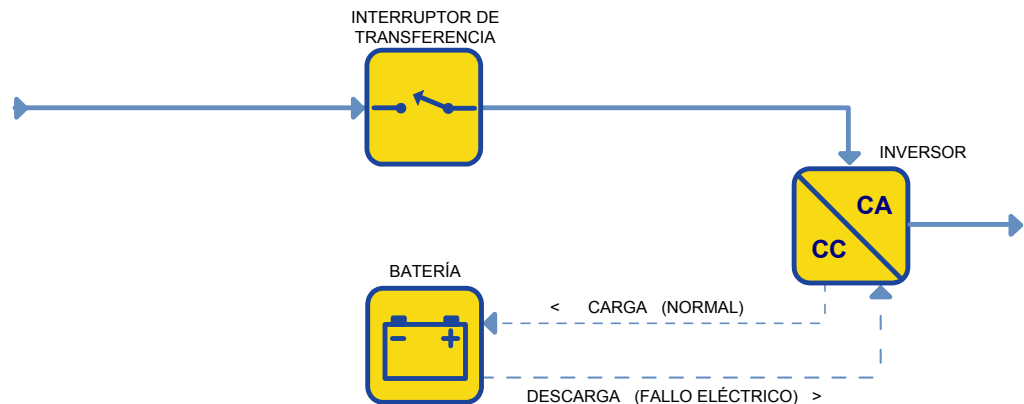 INTERRUPTOR DE
TRANSFERENCIA
INVERSOR
CA
CC
BATERÍA
< CARGA (NORMAL)
- +
DESCARGA (FALLO ELÉCTRICO) >